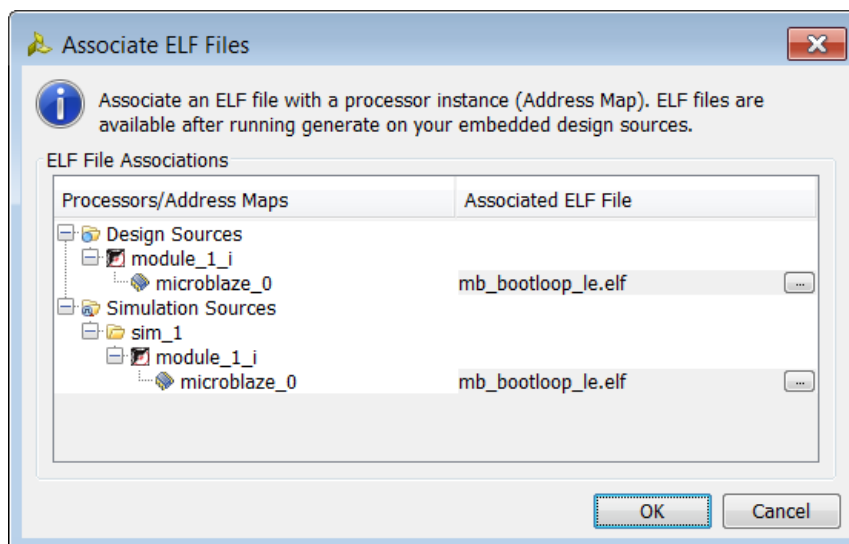 Associate ELF Files
Associate an ELF file with a processor instance (Address Map). ELF files are
available after running generate on your embedded design sources.
ELF File Associations
Processors/Address Maps Associated ELF File
Design Sources
module_1_i
microblaze_0 mb_bootloop_le.elf ...
Simulation Sources
sim_1
module_1_i
microblaze_0 mb_bootloop_le.elf ...
OK Cancel